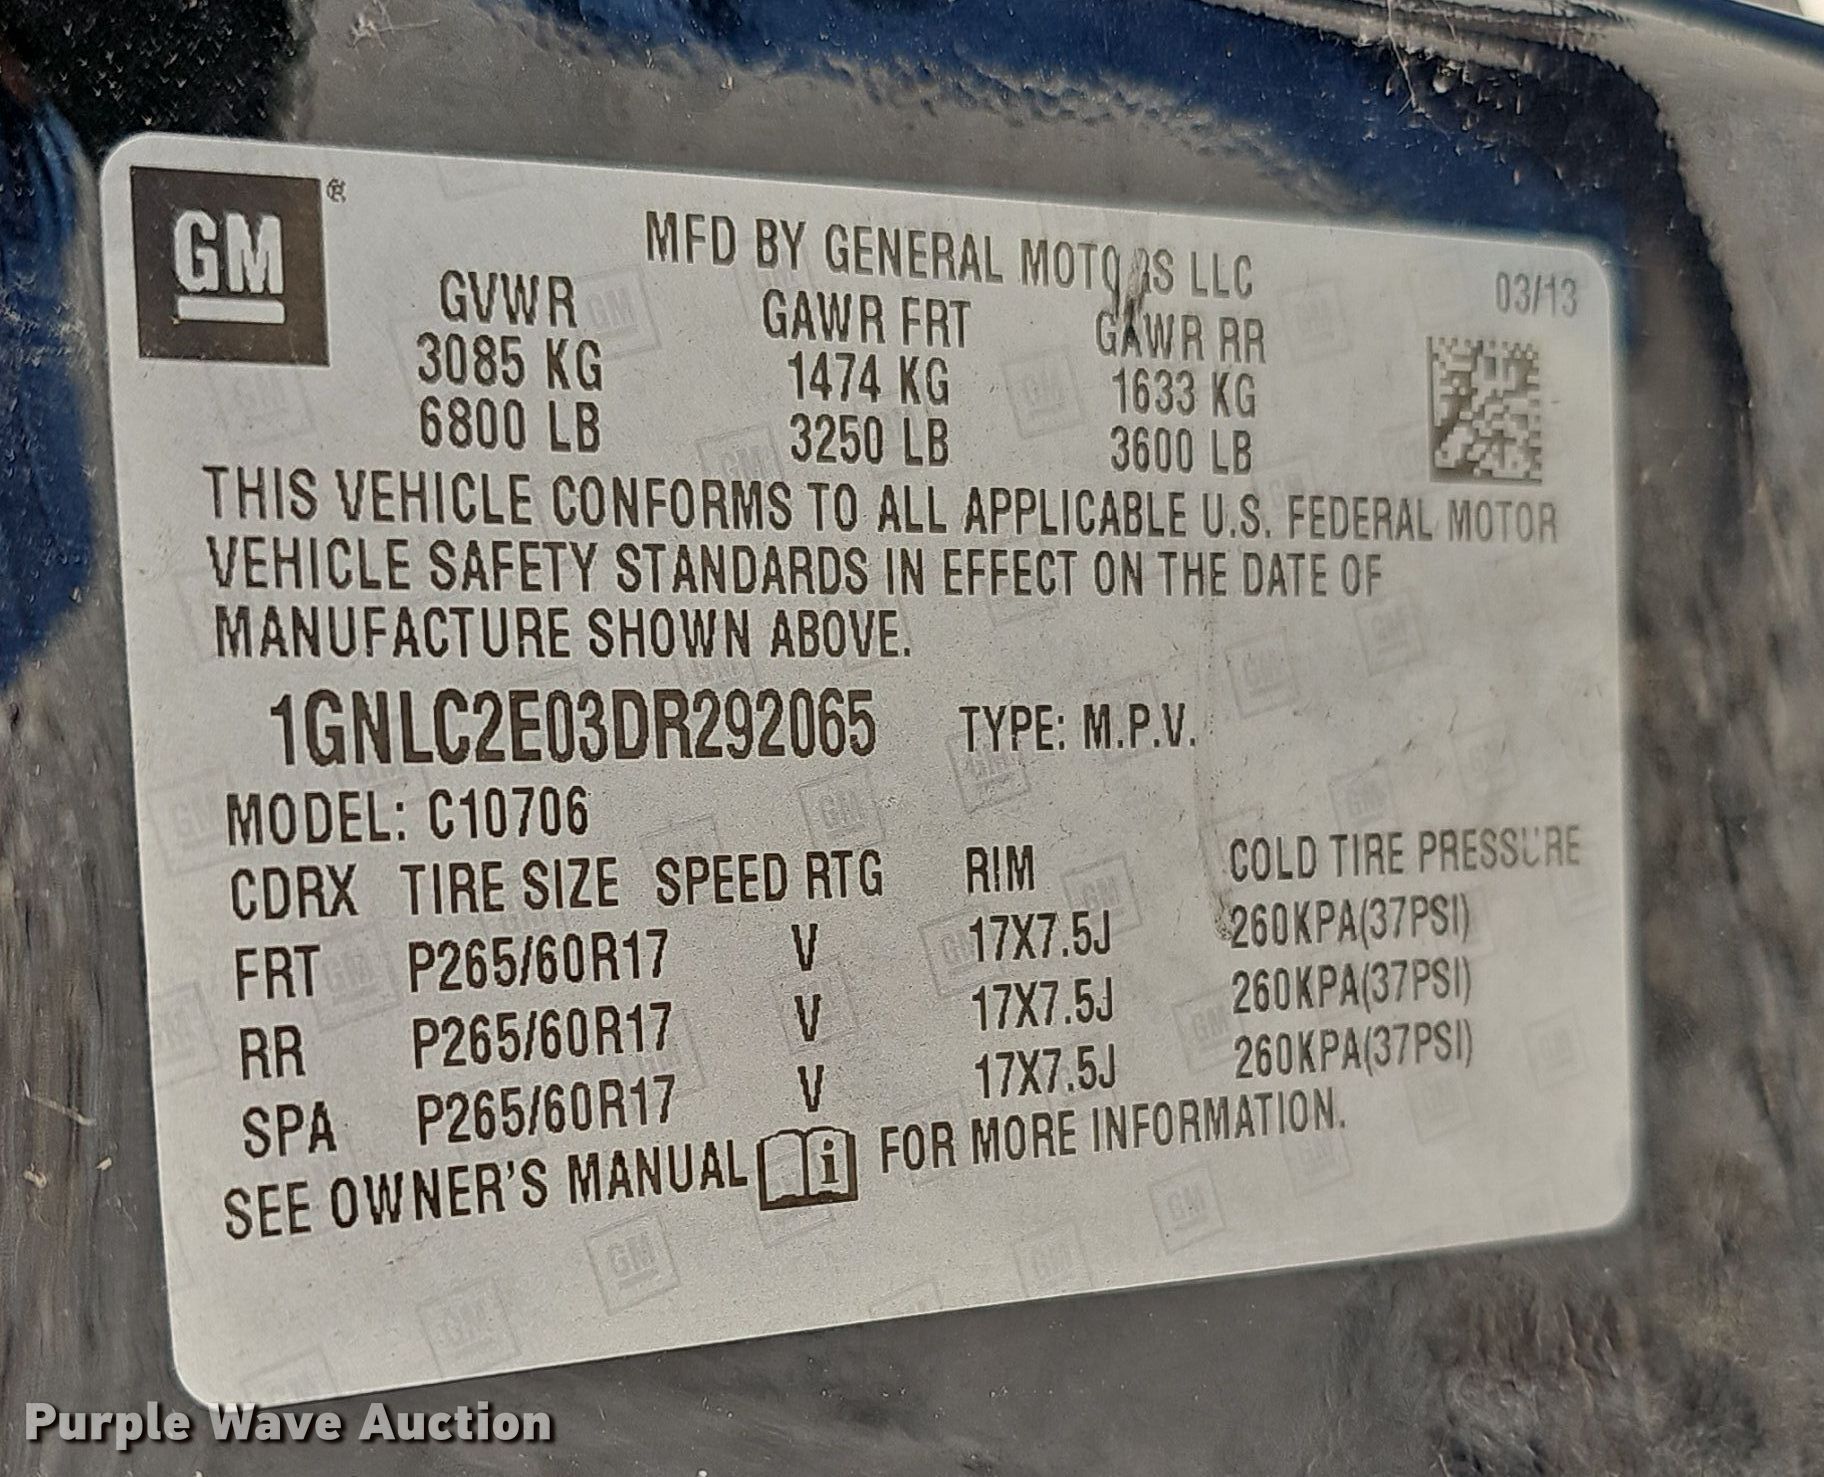 GM ®
MFD BY GENERAL MOTORS LLC
03/13
GVWR GAWR FRT GAWR RR
3085 KG 1474 KG 1633 KG
6800 LB 3250 LB 3600 LB
THIS VEHICLE CONFORMS TO ALL APPLICABLE U.S. FEDERAL MOTOR
VEHICLE SAFETY STANDARDS IN EFFECT ON THE DATE OF
MANUFACTURE SHOWN ABOVE.
1GNLC2E03DR292065 TYPE: M.P.V.
MODEL: C10706
CDRX TIRE SIZE SPEED RTG RIM COLD TIRE PRESSURE
FRT P265/60R17 V 17X7.5J 260KPA(37PSI)
RR P265/60R17 V 17X7.5J 260KPA(37PSI)
SPA P265/60R17 V 17X7.5J 260KPA(37PSI)
SEE OWNER'S MANUAL i FOR MORE INFORMATION.
Purple Wave Auction